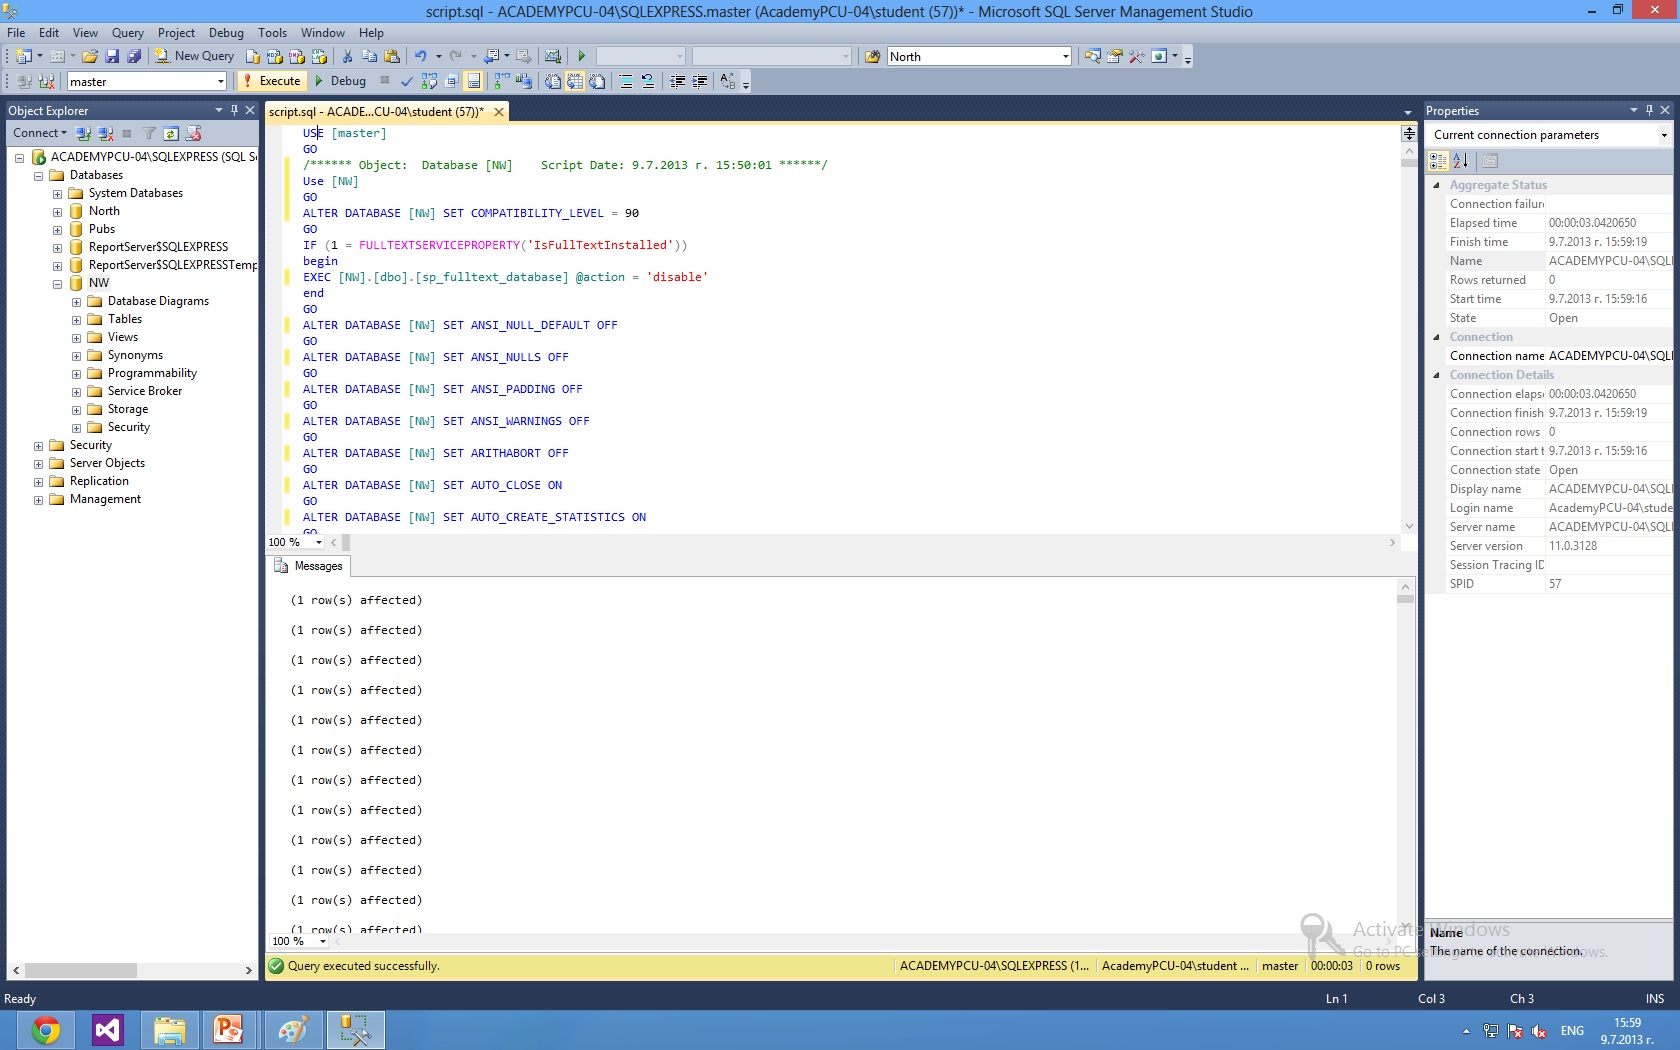 script.sql - ACADEMYPCU-04\SQLEXPRESS.master (AcademyPCU-04\student (57))* - Microsoft SQL Server Management Studio
File Edit View Query Project Debug Tools Window Help
New Query North
master Execute Debug
Object Explorer
Connect
ACADEMYPCU-04\SQLEXPRESS (SQL S
Databases
System Databases
North
Pubs
ReportServer$SQLEXPRESS
ReportServer$SQLEXPRESSTemp
NW
Database Diagrams
Tables
Views
Synonyms
Programmability
Service Broker
Storage
Security
Security
Server Objects
Replication
Management
script.sql - ACADE...CU-04\student (57))*
USE [master]
GO
/****** Object:  Database [NW]    Script Date: 9.7.2013 г. 15:50:01 ******/
Use [NW]
GO
ALTER DATABASE [NW] SET COMPATIBILITY_LEVEL = 90
GO
IF (1 = FULLTEXTSERVICEPROPERTY('IsFullTextInstalled'))
begin
EXEC [NW].[dbo].[sp_fulltext_database] @action = 'disable'
end
GO
ALTER DATABASE [NW] SET ANSI_NULL_DEFAULT OFF
GO
ALTER DATABASE [NW] SET ANSI_NULLS OFF
GO
ALTER DATABASE [NW] SET ANSI_PADDING OFF
GO
ALTER DATABASE [NW] SET ANSI_WARNINGS OFF
GO
ALTER DATABASE [NW] SET ARITHABORT OFF
GO
ALTER DATABASE [NW] SET AUTO_CLOSE ON
GO
ALTER DATABASE [NW] SET AUTO_CREATE_STATISTICS ON
GO
100 %
Messages
(1 row(s) affected)
(1 row(s) affected)
(1 row(s) affected)
(1 row(s) affected)
(1 row(s) affected)
(1 row(s) affected)
(1 row(s) affected)
(1 row(s) affected)
(1 row(s) affected)
(1 row(s) affected)
(1 row(s) affected)
(1 row(s) affected)
100 %
Query executed successfully. ACADEMYPCU-04\SQLEXPRESS (1... AcademyPCU-04\student ... master 00:00:03 0 rows
Properties
Current connection parameters
Aggregate Status
Connection failure
Elapsed time 00:00:03.0420650
Finish time 9.7.2013 г. 15:59:19
Name ACADEMYPCU-04\SQLI
Rows returned 0
Start time 9.7.2013 г. 15:59:16
State Open
Connection
Connection name ACADEMYPCU-04\SQLI
Connection Details
Connection elaps 00:00:03.0420650
Connection finish 9.7.2013 г. 15:59:19
Connection rows 0
Connection start t 9.7.2013 г. 15:59:16
Connection state Open
Display name ACADEMYPCU-04\SQLI
Login name AcademyPCU-04\stude
Server name ACADEMYPCU-04\SQLI
Server version 11.0.3128
Session Tracing ID
SPID 57
Name
The name of the connection.
Activate Windows
Go to PC settings to activate Windows.
Ready Ln 1 Col 3 Ch 3 INS
ENG 15:59
9.7.2013 г.